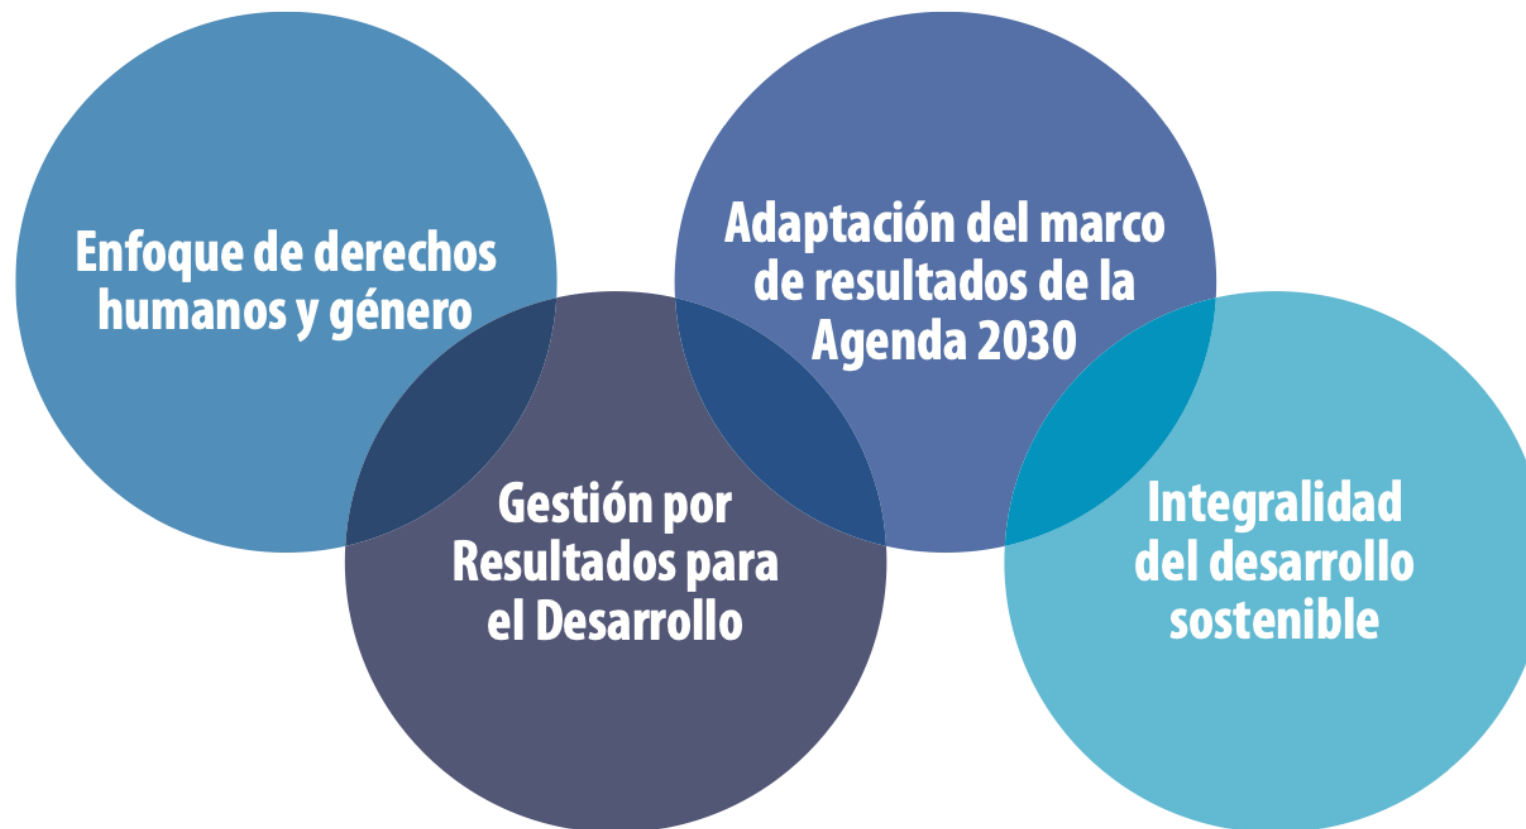 Enfoque de derechos
humanos y género
Gestión por
Resultados para
el Desarrollo
Adaptación del marco
de resultados de la
Agenda 2030
Integralidad
del desarrollo
sostenible